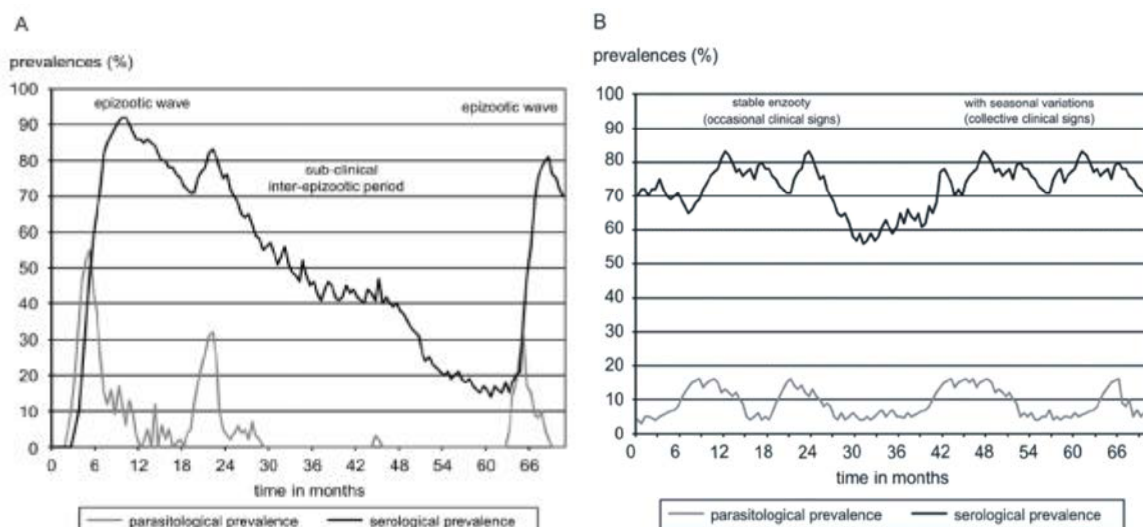 A
prevalences (%)
100
90
80
70
60
50
40
30
20
10
0
epizootic wave
epizootic wave
sub-clinical
inter-epizootic period
0 6 12 18 24 30 36 42 48 54 60 66
time in months
parasitological prevalence serological prevalence
B
prevalences (%)
100
90
80
70
60
50
40
30
20
10
0
stable enzooty
(occasional clinical signs)
with seasonal variations
(collective clinical signs)
0 6 12 18 24 30 36 42 48 54 60 66
time in months
parasitological prevalence serological prevalence